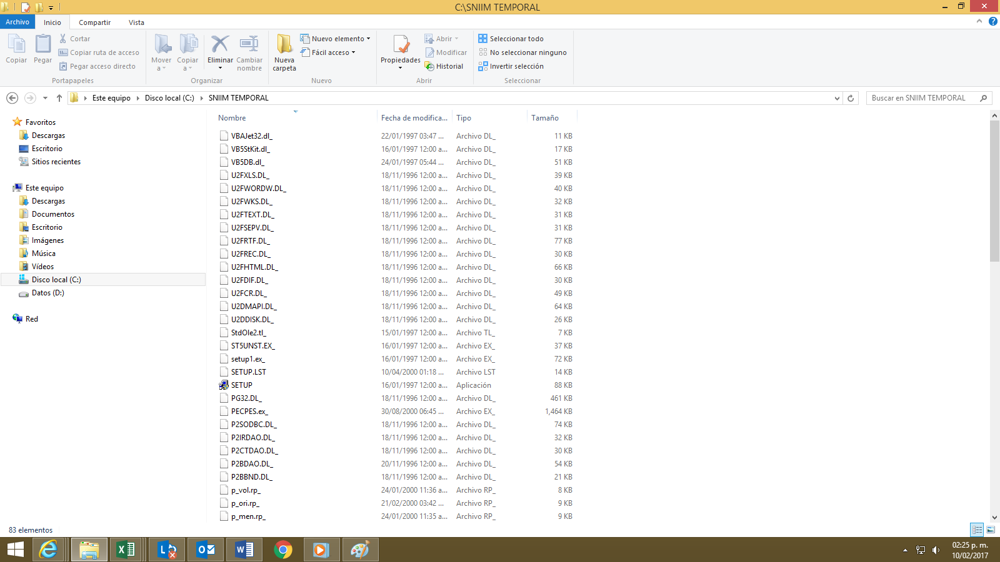 C:\SNIIM TEMPORAL
Archivo Inicio Compartir Vista
Copiar
Pegar
Cortar
Copiar ruta de acceso
Pegar acceso directo
Portapapeles
Mover a
Copiar a
Eliminar
Cambiar nombre
Organizar
Nueva carpeta
Nuevo elemento
Fácil acceso
Nuevo
Propiedades
Abrir
Modificar
Historial
Abrir
Seleccionar todo
No seleccionar ninguno
Invertir selección
Seleccionar
Este equipo Disco local (C:) SNIIM TEMPORAL
Buscar en SNIIM TEMPORAL
Favoritos
Descargas
Escritorio
Sitios recientes
Este equipo
Descargas
Documentos
Escritorio
Imágenes
Música
Vídeos
Disco local (C:)
Datos (D:)
Red
Nombre Fecha de modifica... Tipo Tamaño
VBAJet32.dl_ 22/01/1997 03:47 ... Archivo DL_ 11 KB
VB5StKit.dl_ 16/01/1997 12:00 a... Archivo DL_ 17 KB
VB5DB.dl_ 24/01/1997 05:44 ... Archivo DL_ 51 KB
U2FXLS.DL_ 18/11/1996 12:00 a... Archivo DL_ 39 KB
U2FWORDW.DL_ 18/11/1996 12:00 a... Archivo DL_ 40 KB
U2FWKS.DL_ 18/11/1996 12:00 a... Archivo DL_ 32 KB
U2FTEXT.DL_ 18/11/1996 12:00 a... Archivo DL_ 31 KB
U2FSEPV.DL_ 18/11/1996 12:00 a... Archivo DL_ 31 KB
U2FRTF.DL_ 18/11/1996 12:00 a... Archivo DL_ 77 KB
U2FREC.DL_ 18/11/1996 12:00 a... Archivo DL_ 30 KB
U2FHTML.DL_ 18/11/1996 12:00 a... Archivo DL_ 66 KB
U2FDIF.DL_ 18/11/1996 12:00 a... Archivo DL_ 30 KB
U2FCR.DL_ 18/11/1996 12:00 a... Archivo DL_ 49 KB
U2DMAPI.DL_ 18/11/1996 12:00 a... Archivo DL_ 64 KB
U2DDISK.DL_ 18/11/1996 12:00 a... Archivo DL_ 26 KB
StdOle2.tl_ 15/01/1997 12:00 a... Archivo TL_ 7 KB
ST5UNST.EX_ 16/01/1997 12:00 a... Archivo EX_ 37 KB
setup1.ex_ 16/01/1997 12:00 a... Archivo EX_ 72 KB
SETUP.LST 10/04/2000 01:18 ... Archivo LST 14 KB
SETUP 16/01/1997 12:00 a... Aplicación 88 KB
PG32.DL_ 18/11/1996 12:00 a... Archivo DL_ 461 KB
PECPES.ex_ 30/08/2000 06:45 ... Archivo EX_ 1,464 KB
P2SODBC.DL_ 18/11/1996 12:00 a... Archivo DL_ 74 KB
P2IRDAO.DL_ 18/11/1996 12:00 a... Archivo DL_ 32 KB
P2CTDAO.DL_ 18/11/1996 12:00 a... Archivo DL_ 30 KB
P2BDAO.DL_ 20/11/1996 12:00 a... Archivo DL_ 54 KB
P2BBND.DL_ 18/11/1996 12:00 a... Archivo DL_ 21 KB
p_vol.rp_ 24/01/2000 11:36 a... Archivo RP_ 8 KB
p_ori.rp_ 21/02/2000 03:42 ... Archivo RP_ 9 KB
p_men.rp_ 24/01/2000 11:35 a... Archivo RP_ 9 KB
83 elementos
02:25 p. m.
10/02/2017